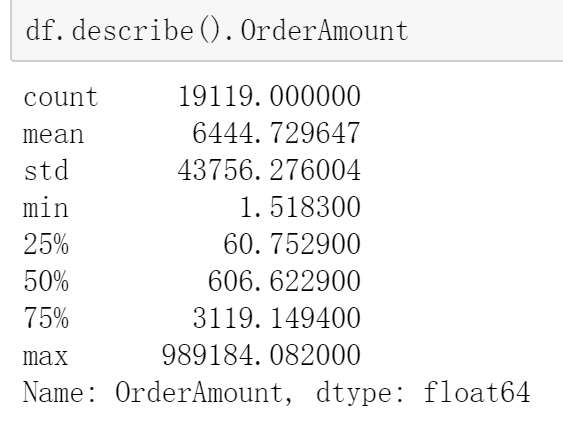 df.describe().OrderAmount
count 19119.000000
mean 6444.729647
std 43756.276004
min 1.518300
25% 60.752900
50% 606.622900
75% 3119.149400
max 989184.082000
Name: OrderAmount, dtype: float64